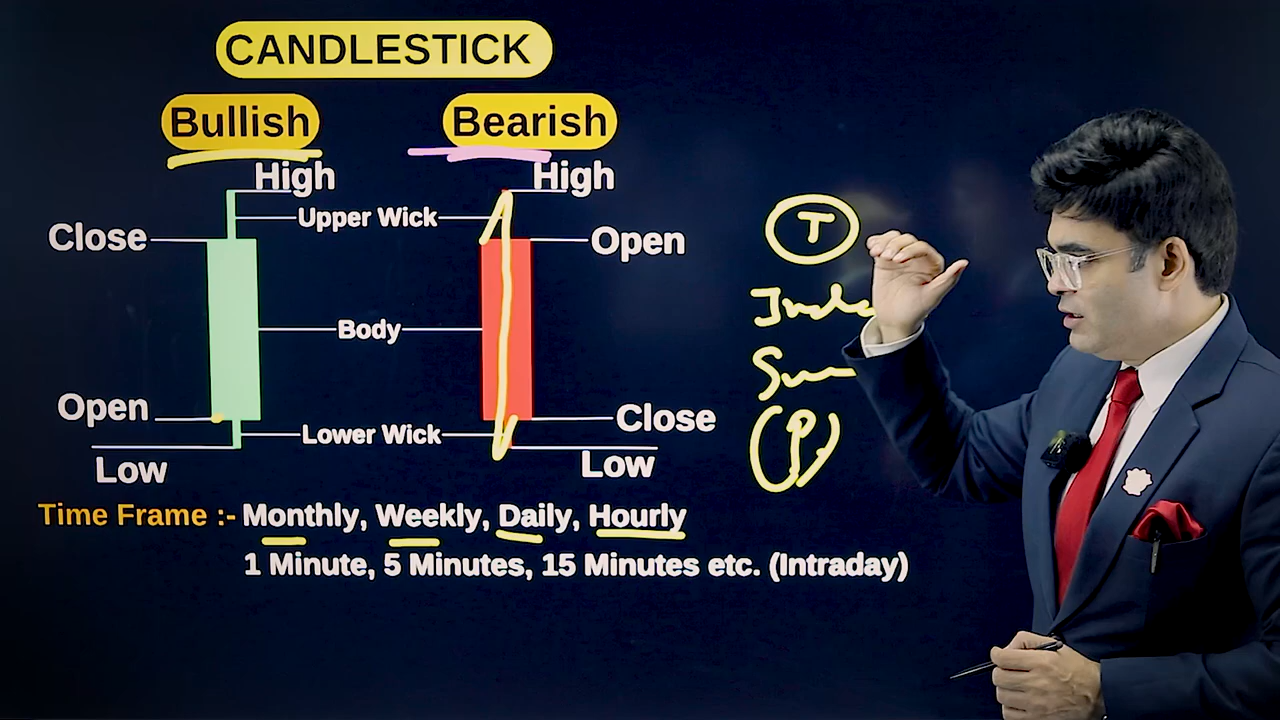 CANDLESTICK
Bullish Bearish
High High
Upper Wick
Close Open
Body
Open Close
Lower Wick
Low Low
T
Time Frame :- Monthly, Weekly, Daily, Hourly
1 Minute, 5 Minutes, 15 Minutes etc. (Intraday)